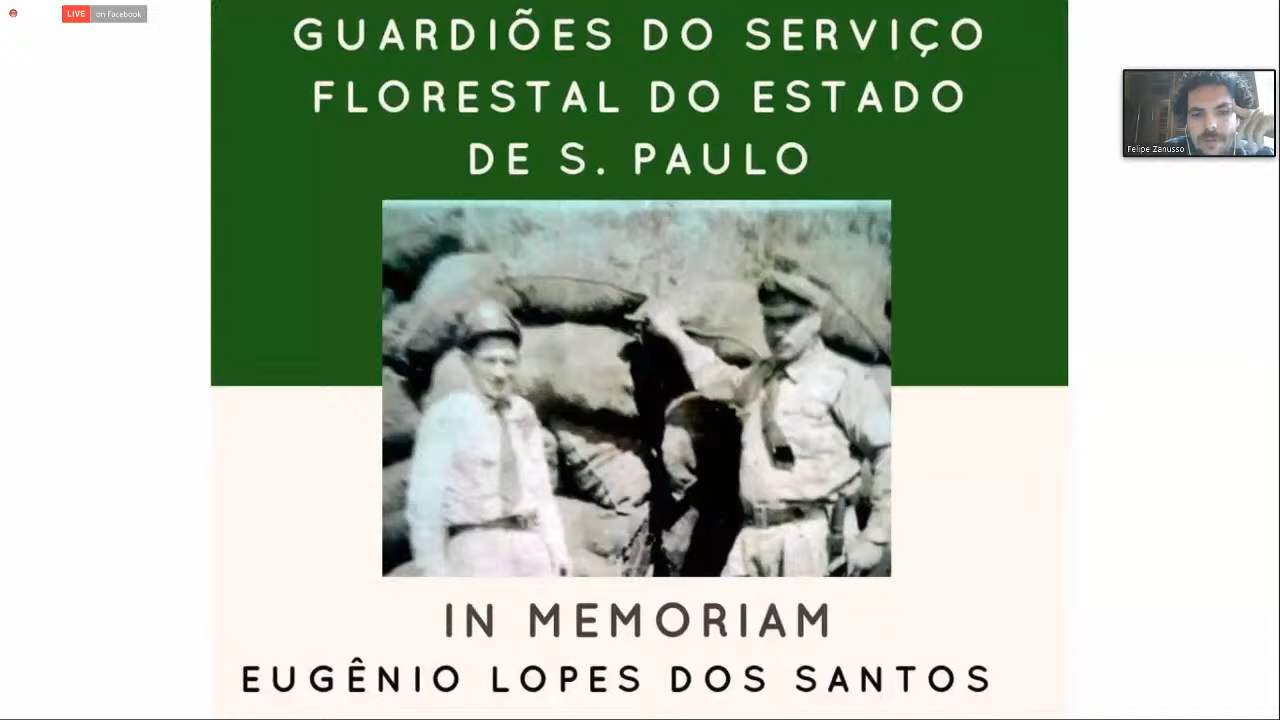 LIVE on Facebook
GUARDIÕES DO SERVIÇO
FLORESTAL DO ESTADO
DE S. PAULO
Felipe Zanusso
IN MEMORIAM
EUGÊNIO LOPES DOS SANTOS